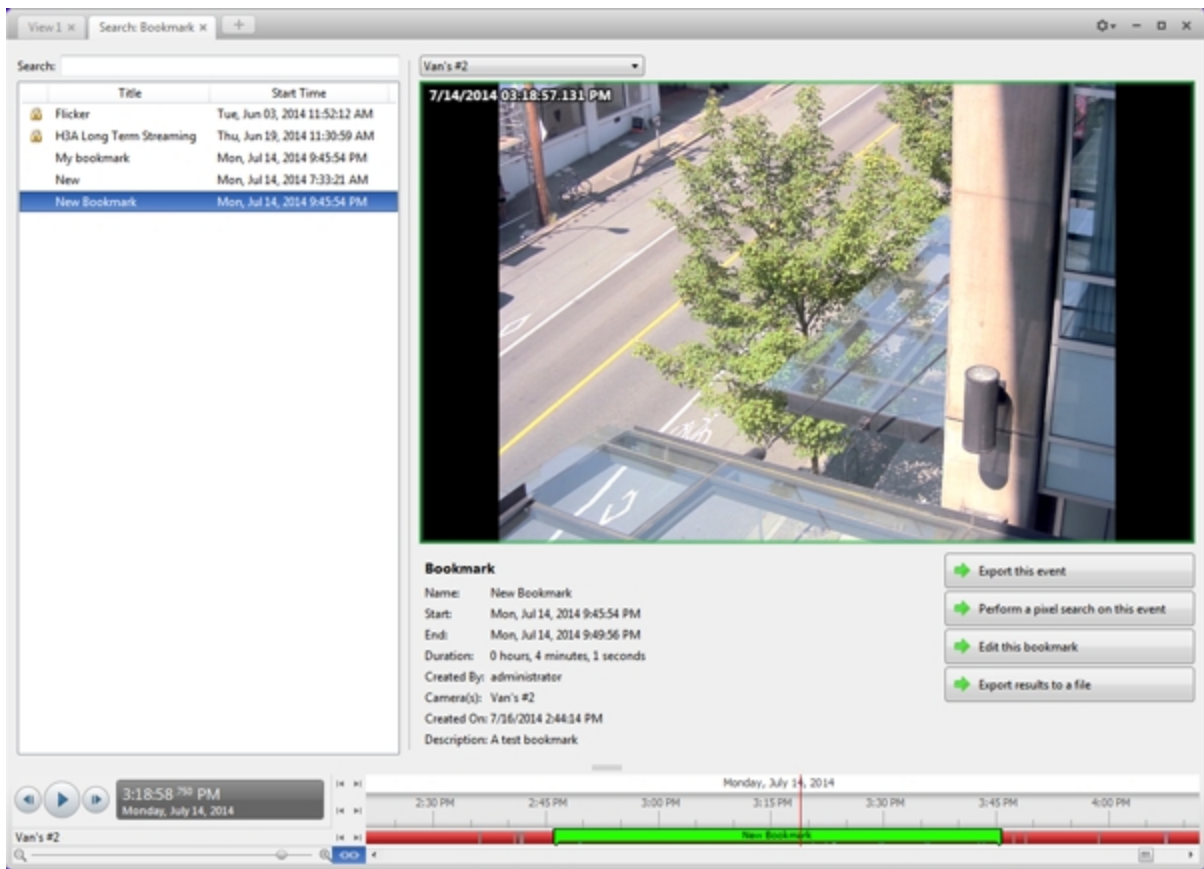 View 1 ×
Search: Bookmark ×
Search:
Title Start Time
Flicker Tue, Jun 03, 2014 11:52:12 AM
H3A Long Term Streaming Thu, Jun 19, 2014 11:30:59 AM
My bookmark Mon, Jul 14, 2014 9:45:54 PM
New Mon, Jul 14, 2014 7:33:21 AM
New Bookmark Mon, Jul 14, 2014 9:45:54 PM
Van's #2
7/14/2014 03:18:57.131 PM
Bookmark
Name: New Bookmark
Start: Mon, Jul 14, 2014 9:45:54 PM
End: Mon, Jul 14, 2014 9:49:56 PM
Duration: 0 hours, 4 minutes, 1 seconds
Created By: administrator
Camera(s): Van's #2
Created On: 7/16/2014 2:44:14 PM
Description: A test bookmark
Export this event
Perform a pixel search on this event
Edit this bookmark
Export results to a file
3:18:58.750 PM
Monday, July 14, 2014
Monday, July 14, 2014
2:30 PM 2:45 PM 3:00 PM 3:15 PM 3:30 PM 3:45 PM 4:00 PM
Van's #2
New Bookmark